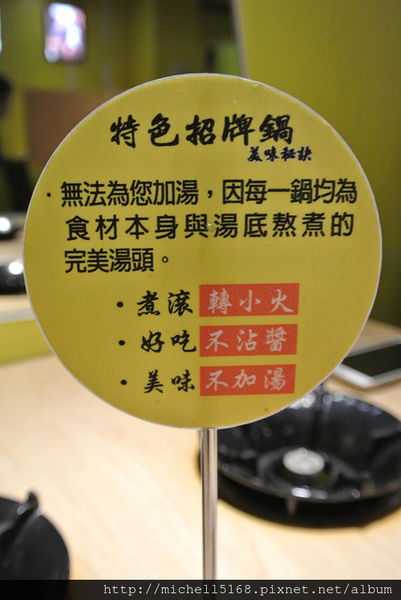 特色招牌鍋
美味秘訣
·無法為您加湯，因每一鍋均為
食材本身與湯底熬煮的
完美湯頭。
·煮滾 轉小火
·好吃 不沾醬
·美味 不加湯
http://michell5168.pixnet.net/album